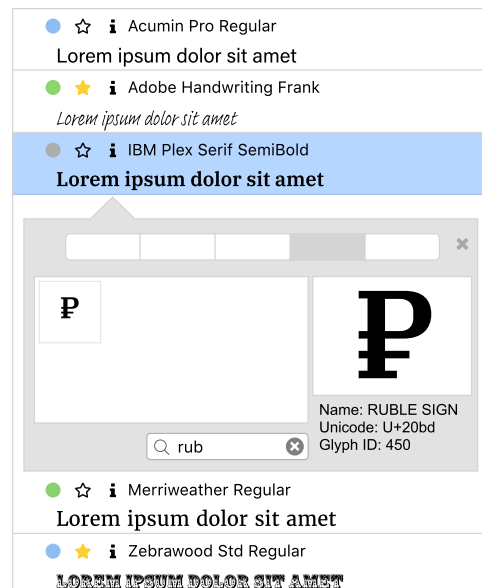 Acumin Pro Regular
Lorem ipsum dolor sit amet
Adobe Handwriting Frank
Lorem ipsum dolor sit amet
IBM Plex Serif SemiBold
Lorem ipsum dolor sit amet
₽
₽
Name: RUBLE SIGN
Unicode: U+20bd
Glyph ID: 450
rub
Merriweather Regular
Lorem ipsum dolor sit amet
Zebrawood Std Regular
LOREM IPSUM DOLOR SIT AMET